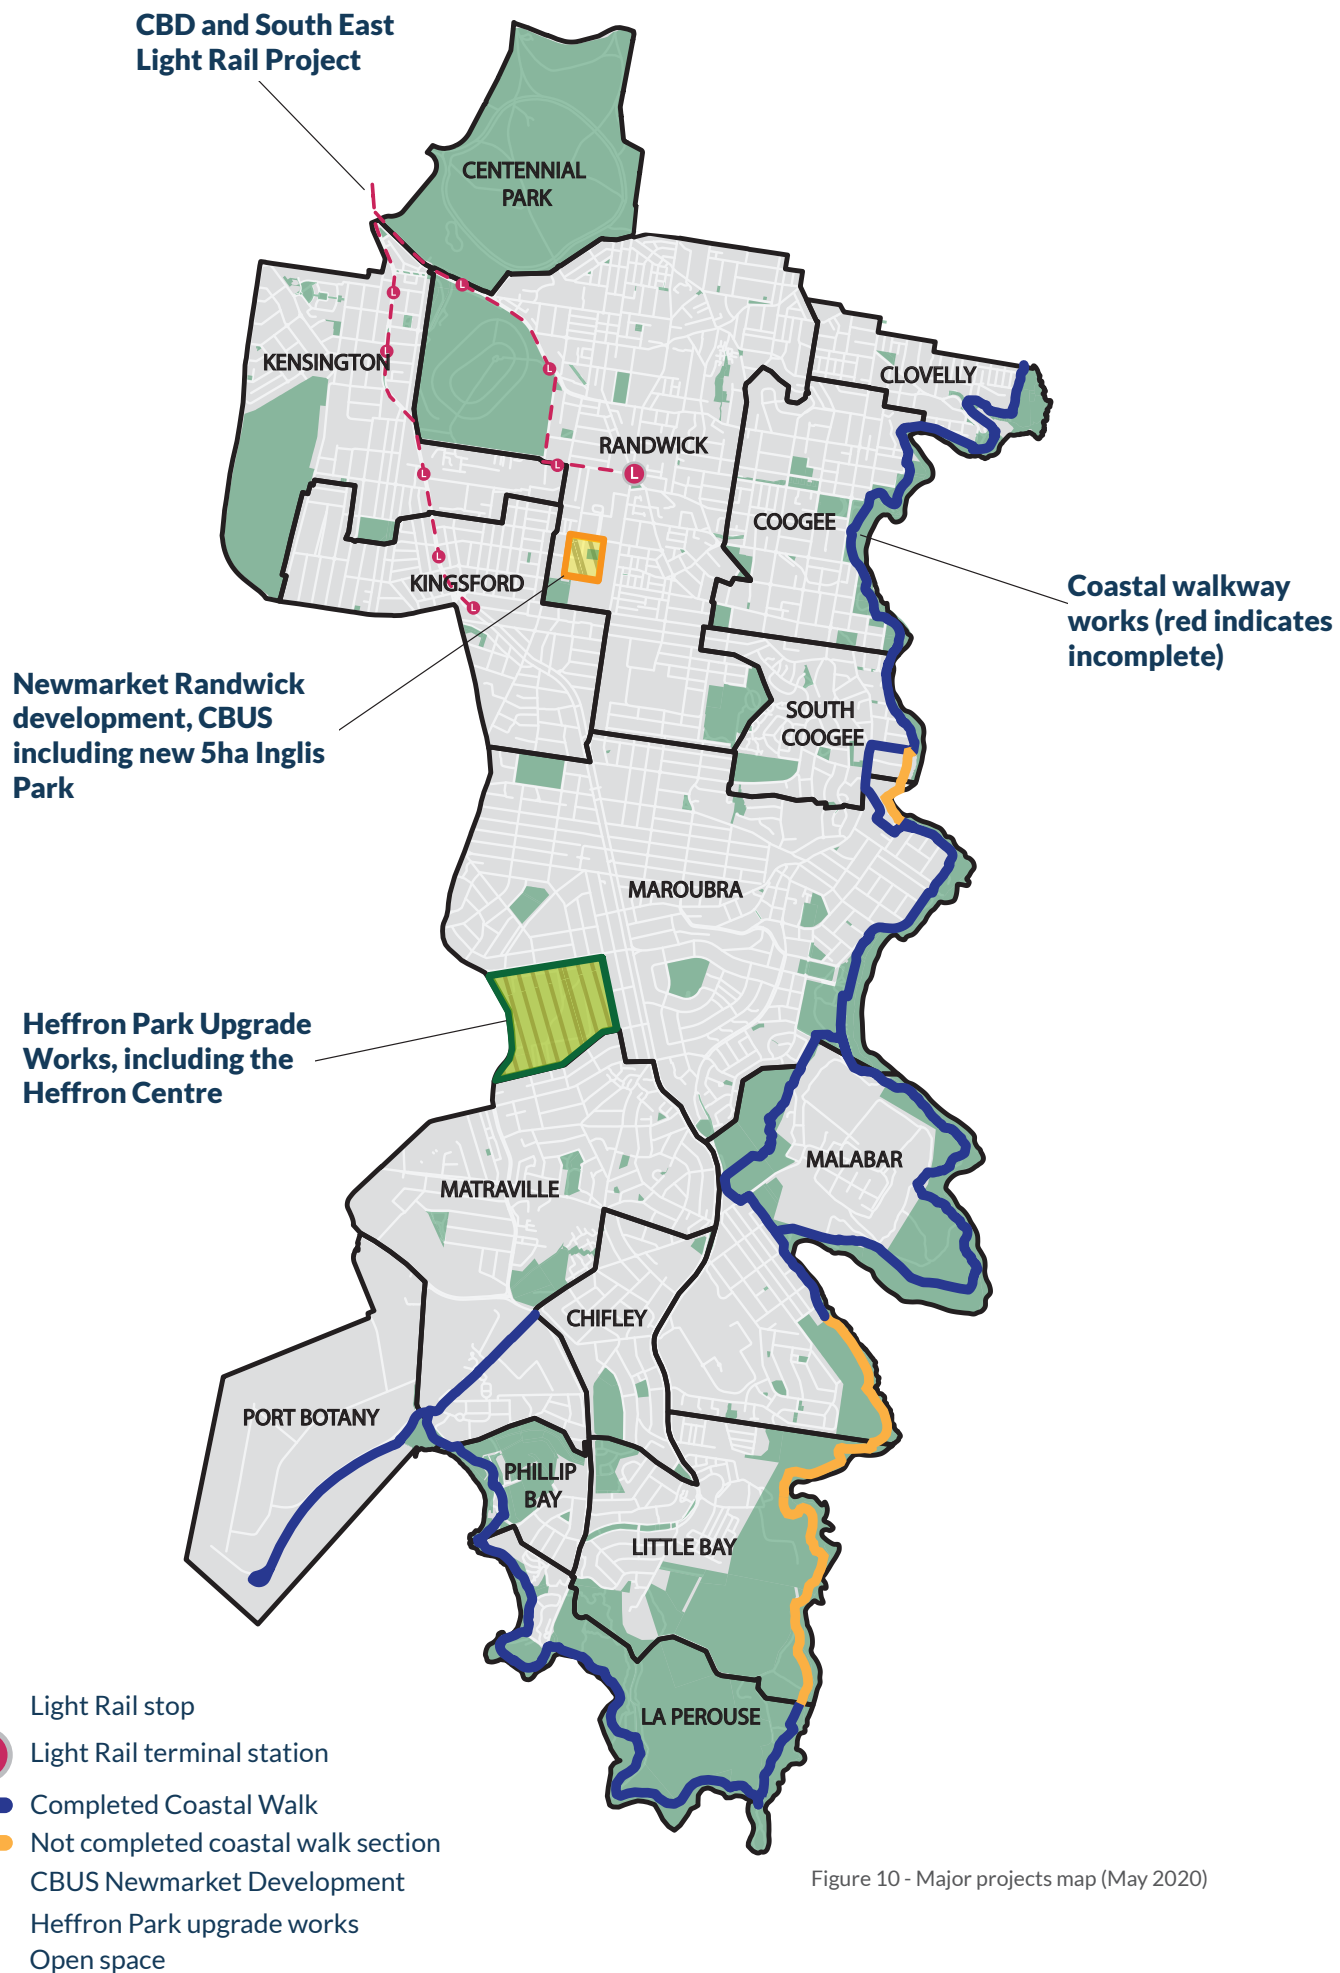 CBD and South East
Light Rail Project
CENTENNIAL
PARK
L
L
L
KENSINGTON
L
CLOVELLY
RANDWICK
L
L
L
COOGEE
L
KINGSFORD
L
Coastal walkway
works (red indicates
incomplete)
Newmarket Randwick
development, CBUS
including new 5ha Inglis
Park
SOUTH
COOGEE
MAROUBRA
Heffron Park Upgrade
Works, including the
Heffron Centre
MALABAR
MATRAVILLE
CHIFLEY
PORT BOTANY
PHILLIP
BAY
LITTLE BAY
LA PEROUSE
Light Rail stop
Light Rail terminal station
Completed Coastal Walk
Not completed coastal walk section
CBUS Newmarket Development
Heffron Park upgrade works
Open space
Figure 10 - Major projects map (May 2020)